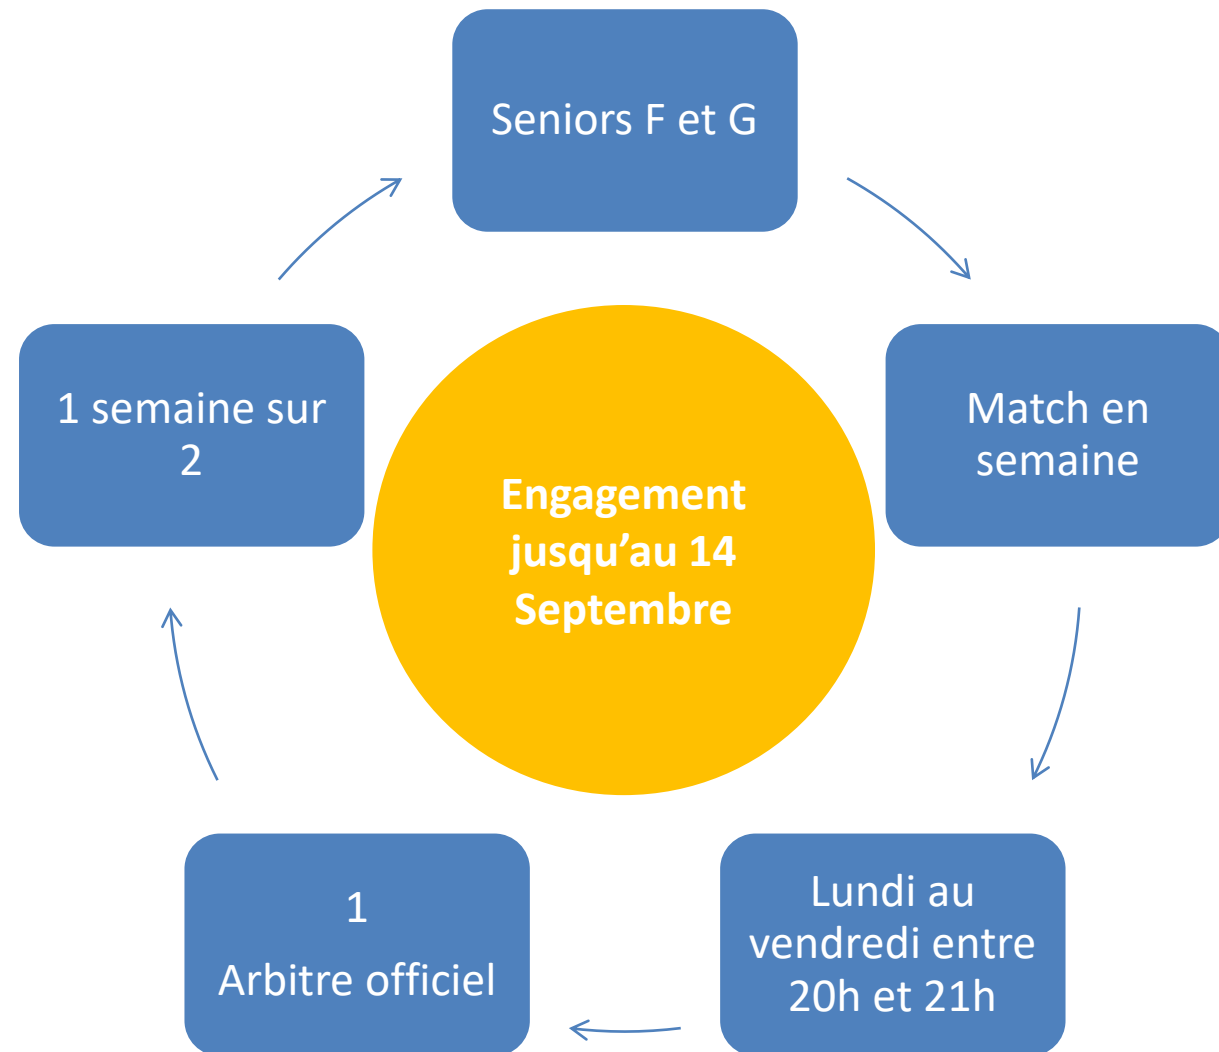 Seniors F et G
Match en
semaine
Lundi au
vendredi entre
20h et 21h
1
Arbitre officiel
1 semaine sur
2
Engagement
jusqu’au 14
Septembre